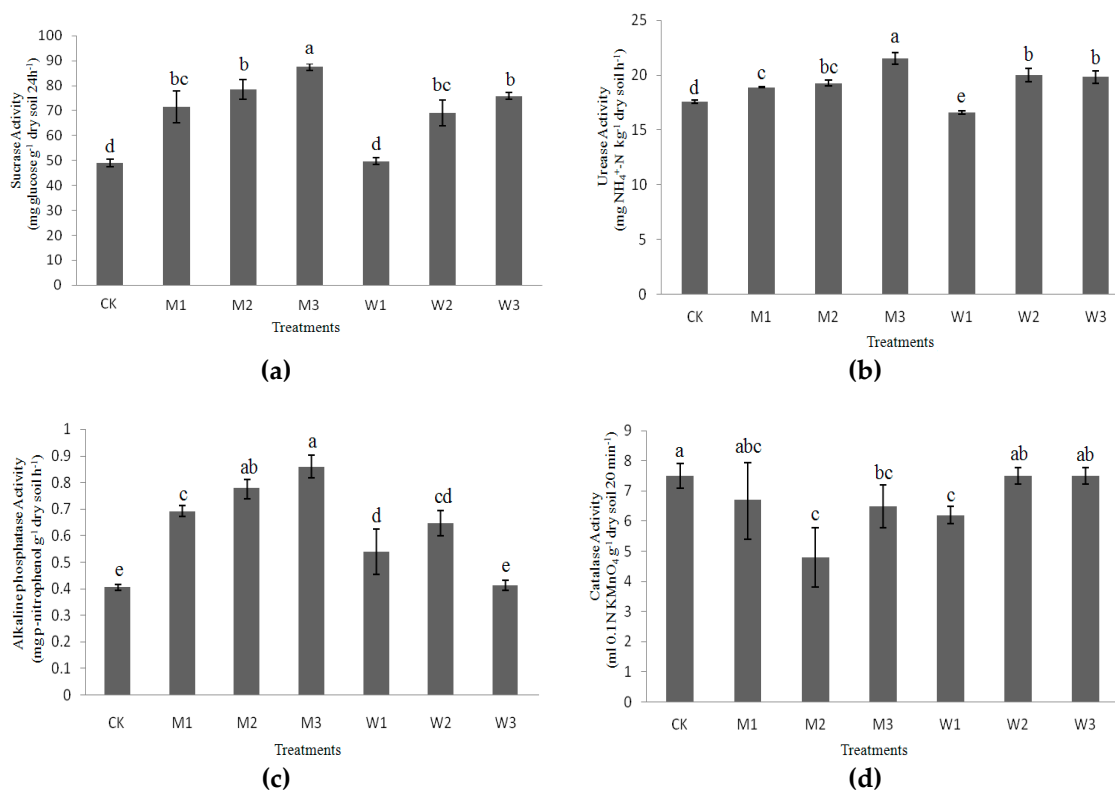 Sucrase Activity
(mg glucose g⁻¹ dry soil 24h⁻¹)
100
90
80
70
60
50
40
30
20
10
0
d
bc
b
a
d
bc
b
CK M1 M2 M3 W1 W2 W3
Treatments
(a)
Urease Activity
(mg NH₄⁺-N kg⁻¹ dry soil h⁻¹)
25
20
15
10
5
0
d
c
bc
a
e
b
b
CK M1 M2 M3 W1 W2 W3
Treatments
(b)
Alkaline phosphatase Activity
(mg p-nitrophenol g⁻¹ dry soil h⁻¹)
1
0.9
0.8
0.7
0.6
0.5
0.4
0.3
0.2
0.1
0
e
c
ab
a
d
cd
e
CK M1 M2 M3 W1 W2 W3
Treatments
(c)
Catalase Activity
(ml 0.1N KMnO₄ g⁻¹ dry soil 20 min⁻¹)
9
8
7
6
5
4
3
2
1
0
a
abc
c
bc
c
ab
ab
CK M1 M2 M3 W1 W2 W3
Treatments
(d)